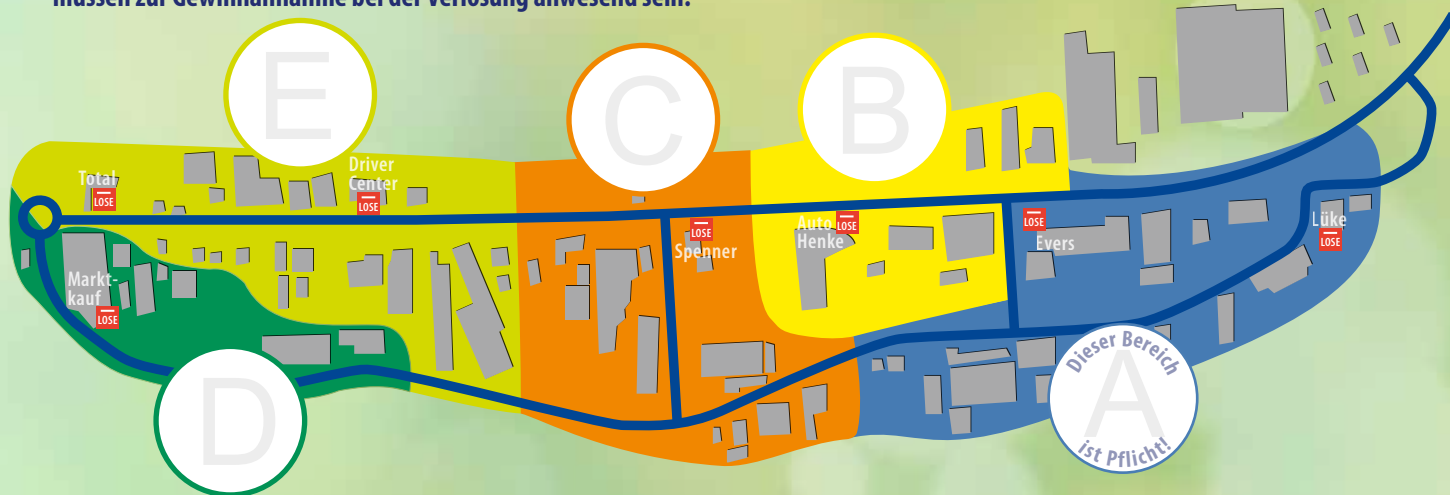 müssen zur Gewinnannahme bei der Verlosung anwesend sein.
E
C
B
Total
LOSE
Driver
Center
LOSE
LOSE
Spenner
Auto
Henke
LOSE
LOSE
Evers
Lüke
LOSE
Markt-
kauf
LOSE
D
Dieser Bereich
A
ist Pflicht!